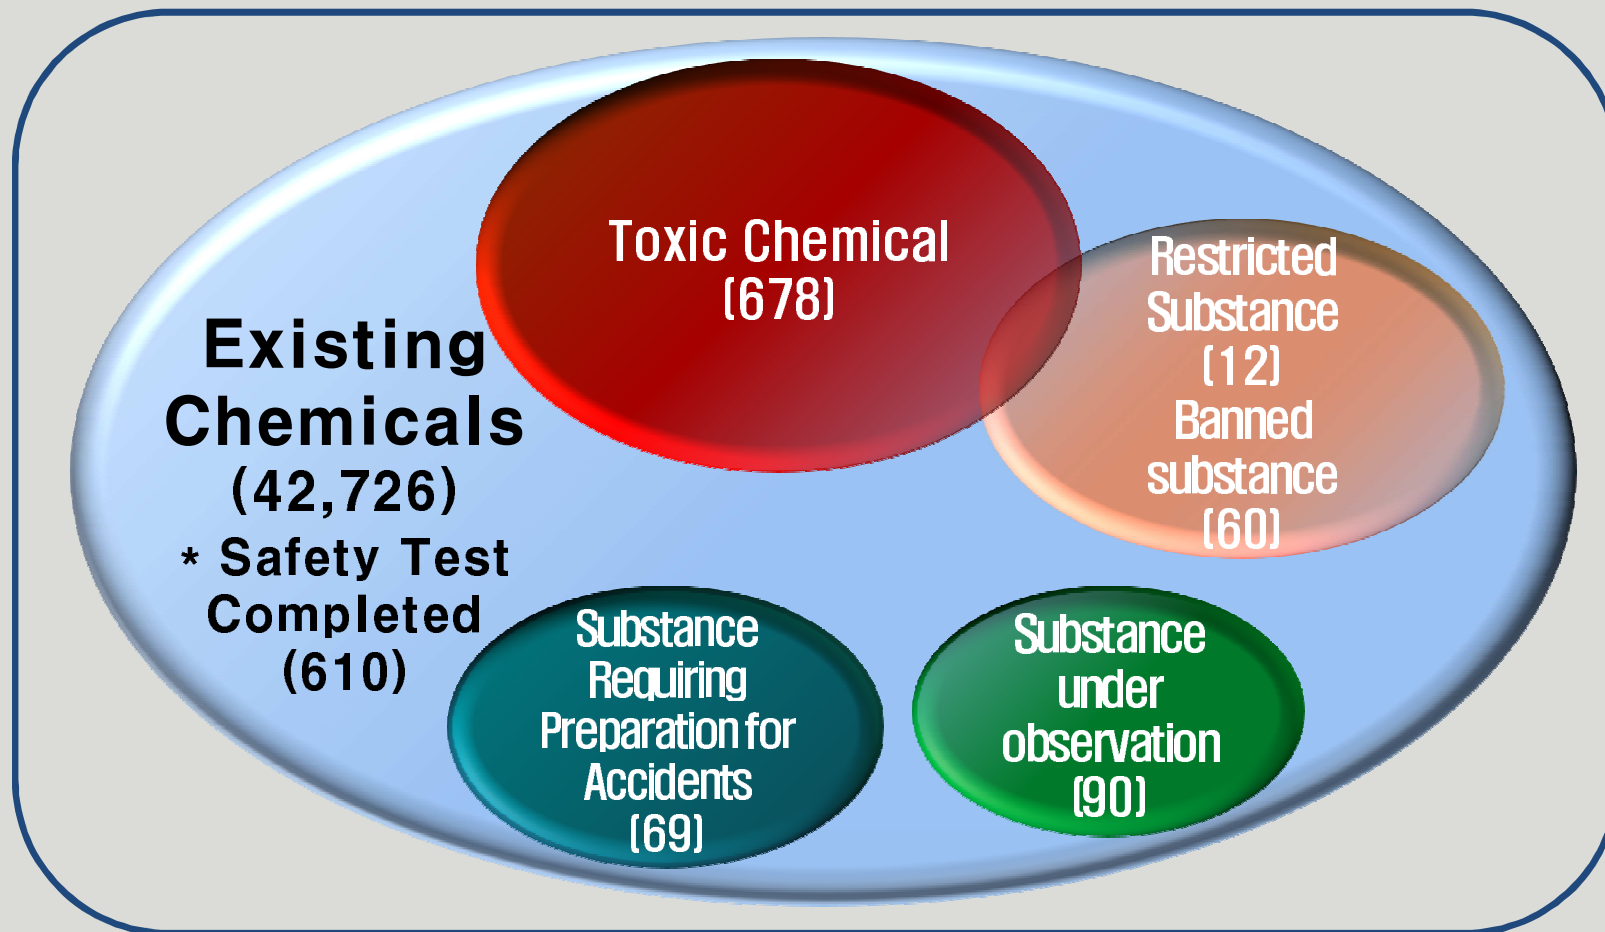 Toxic Chemical
(678)
Restricted
Substance
(12)
Banned
substance
(60)
Existing
Chemicals
(42,726)
* Safety Test
Completed
(610)
Substance
Requiring
Preparation for
Accidents
(69)
Substance
under
observation
(90)